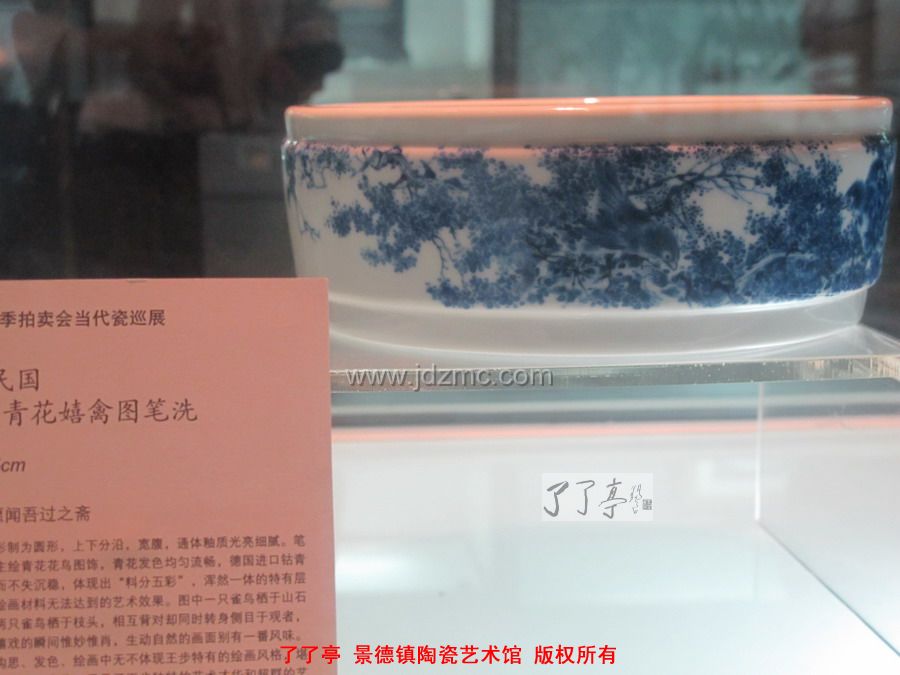 季拍卖会当代瓷巡展
民国
青花嬉禽图笔洗
cm
愿闻吾过之斋
形制为圆形，上下分沿，宽腹，通体釉质光亮细腻。笔
主绘青花花鸟图饰，青花发色均匀流畅，德国进口钴青
而不失沉稳，体现出“料分五彩”，浑然一体的特有层
绘画材料无法达到的艺术效果。图中一只雀鸟栖于山石
两只雀鸟栖于枝头，相互背对却同时转身侧目于观者，
嬉戏的瞬间惟妙惟肖，生动自然的画面别有一番风味。
构思、发色、绘画中无不体现王步特有的绘画风格，堪
www.jdzmc.com
了了亭
了了亭 景德镇陶瓷艺术馆 版权所有